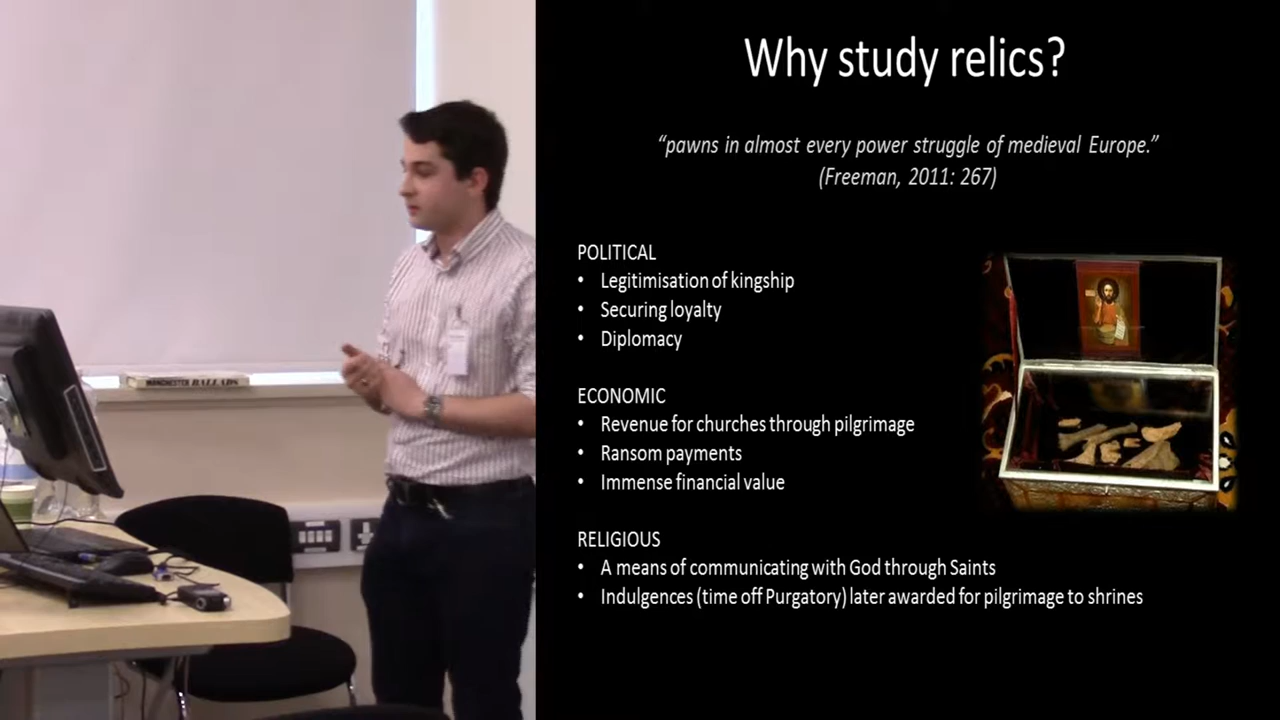 Why study relics?
“pawns in almost every power struggle of medieval Europe.”
(Freeman, 2011: 267)
POLITICAL
• Legitimisation of kingship
• Securing loyalty
• Diplomacy
ECONOMIC
• Revenue for churches through pilgrimage
• Ransom payments
• Immense financial value
RELIGIOUS
• A means of communicating with God through Saints
• Indulgences (time off Purgatory) later awarded for pilgrimage to shrines
MANCHESTER BALLADS